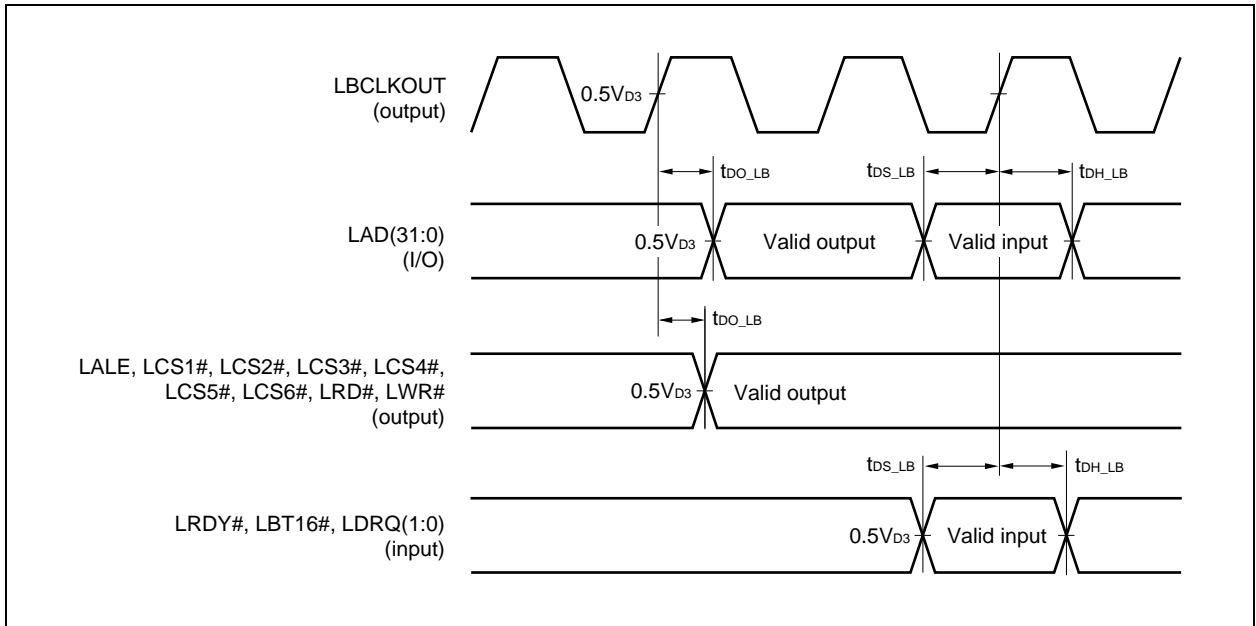 LBCLKOUT
(output)
0.5VD3
tDO_LB
tDS_LB
tDH_LB
LAD(31:0)
(I/O)
0.5VD3
Valid output
Valid input
tDO_LB
LALE, LCS1#, LCS2#, LCS3#, LCS4#,
LCS5#, LCS6#, LRD#, LWR#
(output)
0.5VD3
Valid output
tDS_LB
tDH_LB
LRDY#, LBT16#, LDRQ(1:0)
(input)
0.5VD3
Valid input